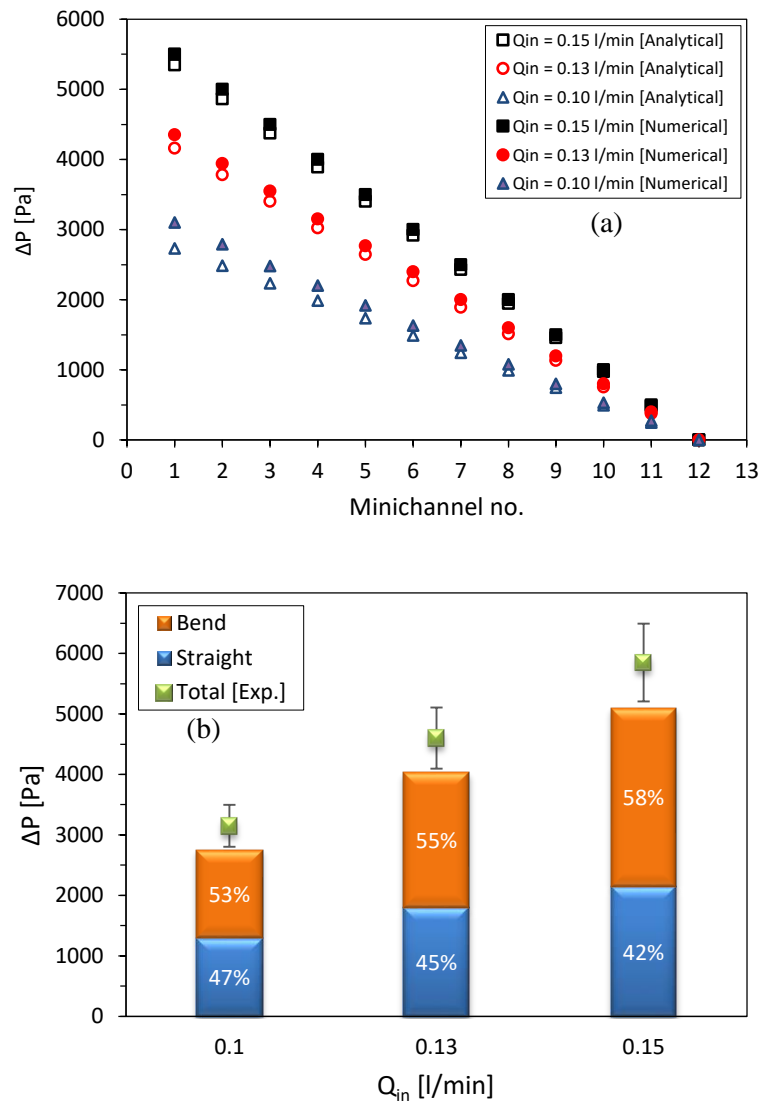 6000
5000
4000
3000
2000
1000
0
ΔP [Pa]
Qin = 0.15 l/min [Analytical]
Qin = 0.13 l/min [Analytical]
Qin = 0.10 l/min [Analytical]
Qin = 0.15 l/min [Numerical]
Qin = 0.13 l/min [Numerical]
Qin = 0.10 l/min [Numerical]
(a)
0 1 2 3 4 5 6 7 8 9 10 11 12 13
Minichannel no.
7000
6000
5000
4000
3000
2000
1000
0
ΔP [Pa]
Bend
Straight
Total [Exp.]
(b)
53%
47%
55%
45%
58%
42%
0.1 0.13 0.15
Qin [l/min]